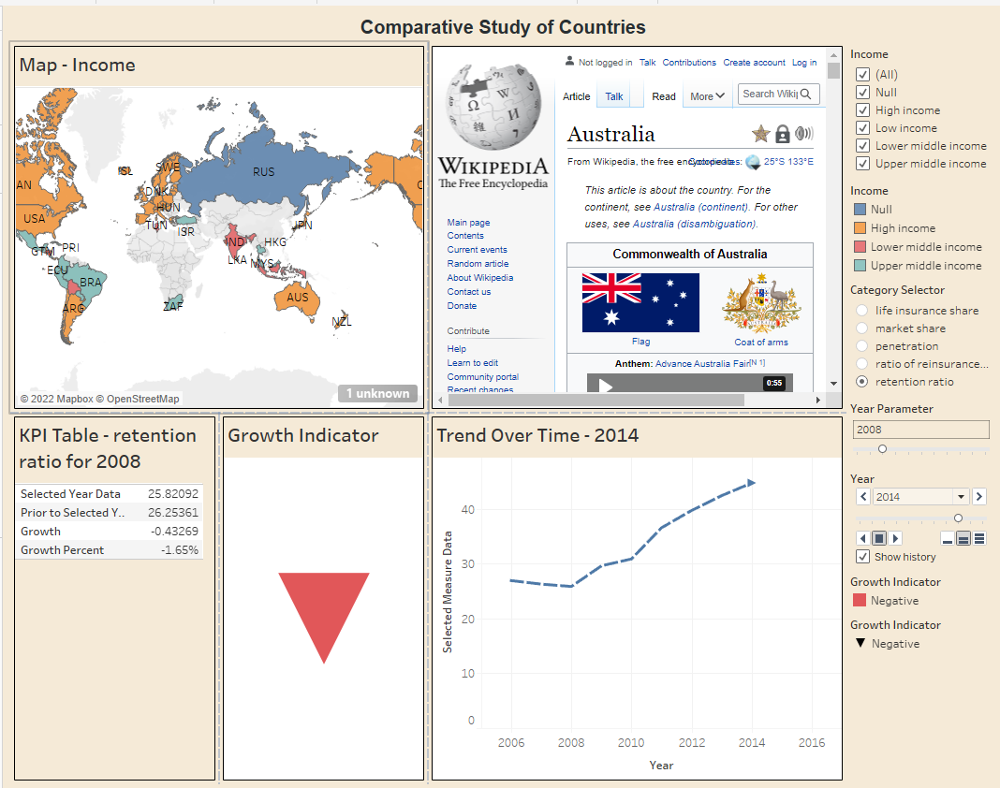 Comparative Study of Countries
Map - Income
AN
USA
GTM
PRI
ECU
BRA
ARG
ISL
SWE
DNK
HUN
TUN
ISR
RUS
JPN
IND
HKG
LKA
MYS
ZAF
AUS
NZL
C
1 unknown
© 2022 Mapbox © OpenStreetMap
Not logged in Talk Contributions Create account Log in
Article Talk Read More
Search Wiki
WIKIPEDIA
The Free Encyclopedia
Main page
Contents
Current events
Random article
About Wikipedia
Contact us
Donate
Contribute
Help
Learn to edit
Community portal
Recent changes
Australia
From Wikipedia, the free encyclopedia
Coordinates: 25°S 133°E
This article is about the country. For the
continent, see Australia (continent). For other
uses, see Australia (disambiguation).
Commonwealth of Australia
Flag
Coat of arms
Anthem: Advance Australia Fair[N 1]
0:55
Income
(All)
Null
High income
Low income
Lower middle income
Upper middle income
Income
Null
High income
Lower middle income
Upper middle income
Category Selector
life insurance share
market share
penetration
ratio of reinsurance...
retention ratio
Year Parameter
2008
Year
2014
Show history
Growth Indicator
Negative
Growth Indicator
Negative
KPI Table - retention
ratio for 2008
Selected Year Data 25.82092
Prior to Selected Y.. 26.25361
Growth -0.43269
Growth Percent -1.65%
Growth Indicator
Trend Over Time - 2014
Selected Measure Data
40
30
20
10
0
2006 2008 2010 2012 2014 2016
Year